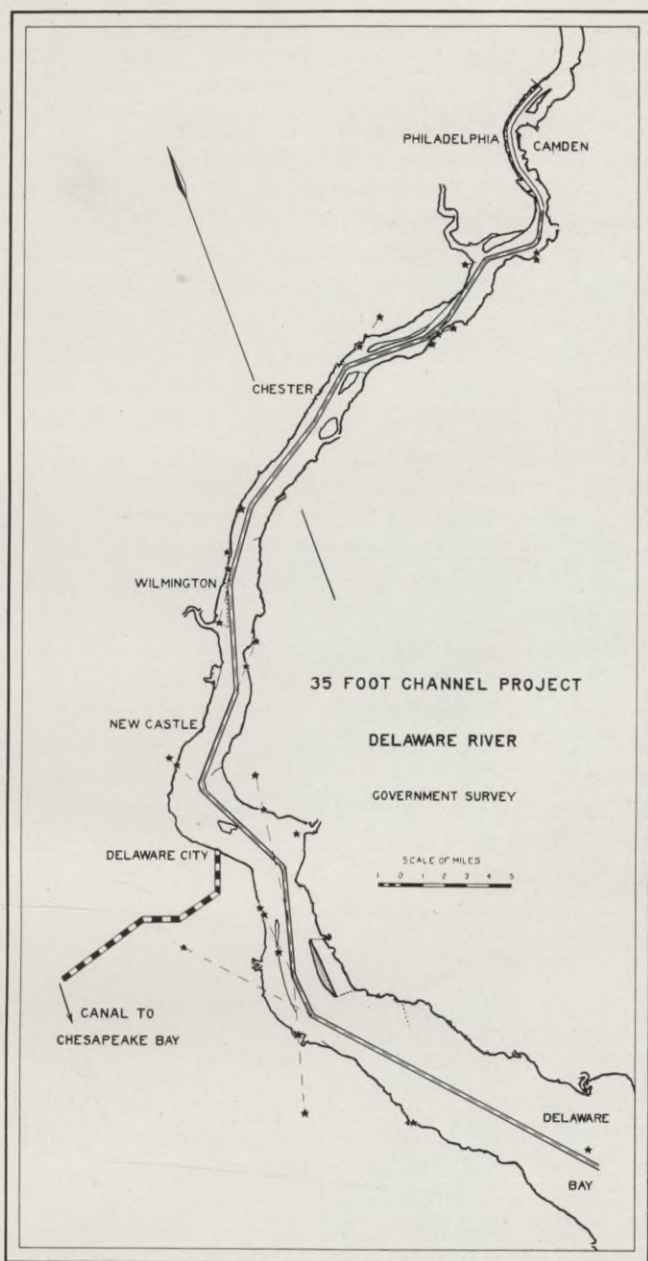 PHILADELPHIA
CAMDEN
CHESTER
WILMINGTON
35 FOOT CHANNEL PROJECT
DELAWARE RIVER
GOVERNMENT SURVEY
NEW CASTLE
DELAWARE CITY
SCALE OF MILES
1 0 1 2 3 4 5
CANAL TO
CHESAPEAKE BAY
DELAWARE
BAY